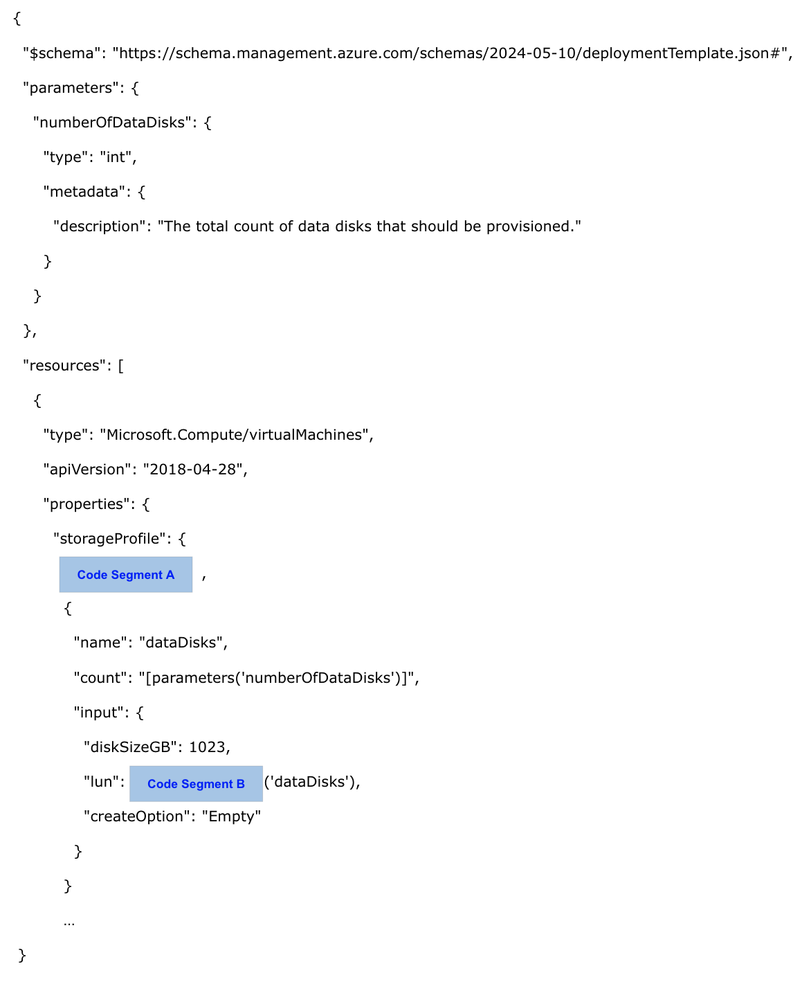 {
"$schema": "https://schema.management.azure.com/schemas/2024-05-10/deploymentTemplate.json#",
"parameters": {
"numberOfDataDisks": {
"type": "int",
"metadata": {
"description": "The total count of data disks that should be provisioned."
}
}
},
"resources": [
{
"type": "Microsoft.Compute/virtualMachines",
"apiVersion": "2018-04-28",
"properties": {
"storageProfile": {
Code Segment A ,
{
"name": "dataDisks",
"count": "[parameters('numberOfDataDisks')]",
"input": {
"diskSizeGB": 1023,
"lun": Code Segment B ('dataDisks'),
"createOption": "Empty"
}
}
...
}